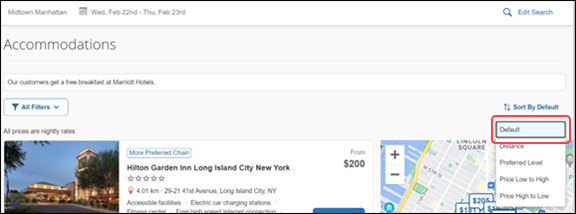 Midtown Manhattan Wed, Feb 22nd - Thu, Feb 23rd Edit Search
Accommodations
Our customers get a free breakfast at Marriott Hotels.
All Filters Sort By Default
Default
All prices are nightly rates
Distance
Preferred Level
Price Low to High
Price High to Low
More Preferred Chain
From
Hilton Garden Inn Long Island City New York
$200
4.01 km · 29-21 41st Avenue, Long Island City, NY
Accessible facilities · Electric car charging stations ·
Fitness center · Free high speed internet connection ·
LINCOLN
SQUARE